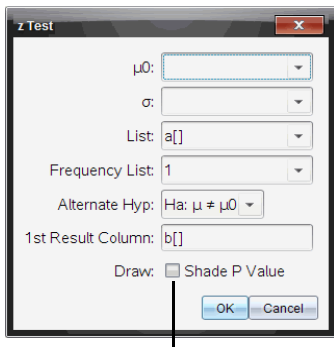 z Test
μ0:
σ:
List: a[]
Frequency List: 1
Alternate Hyp: Ha: μ ≠ μ0
1st Result Column: b[]
Draw: Shade P Value
OK Cancel